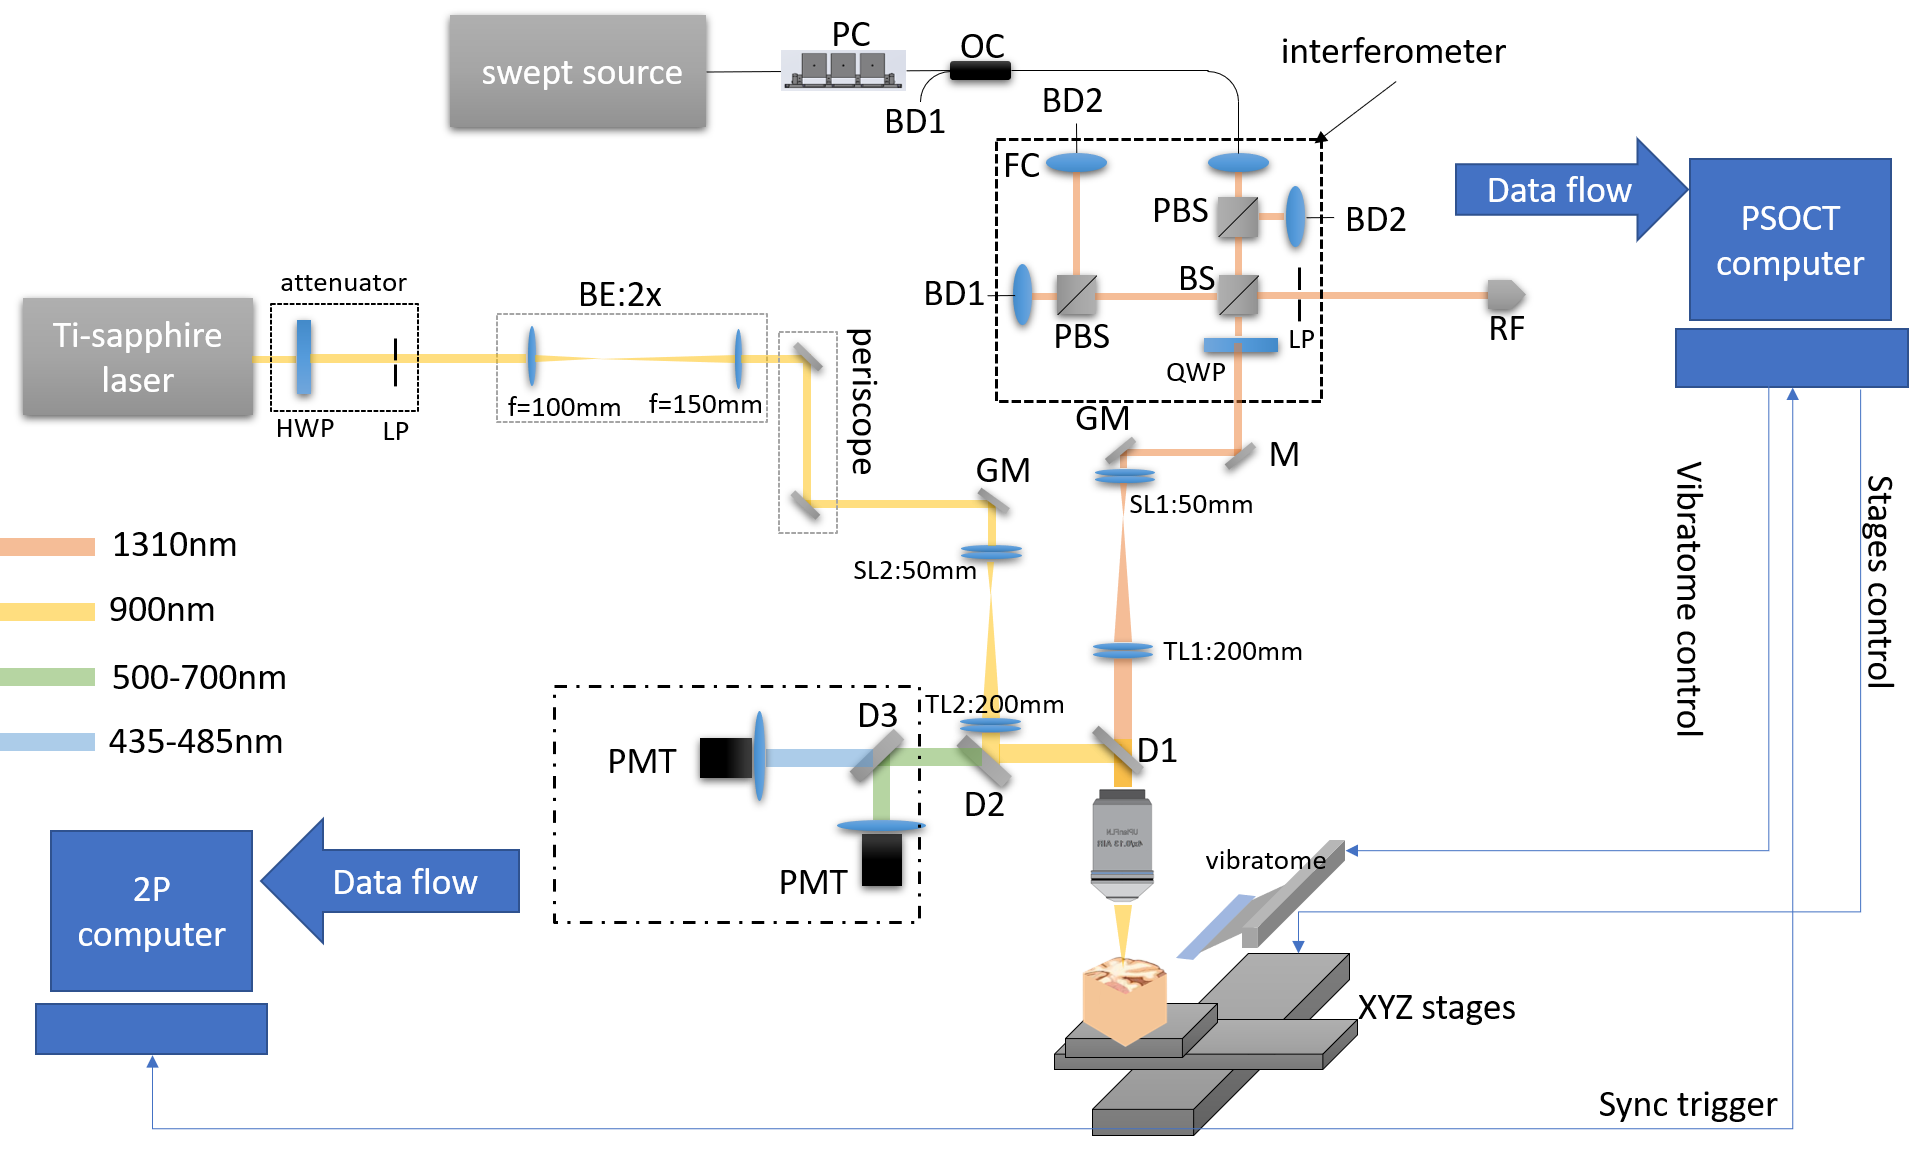 swept source
PC
OC
interferometer
BD1
BD2
FC
PBS
BD2
Data flow
PSOCT
computer
attenuator
BE:2x
BD1
BS
PBS
LP
RF
QWP
Ti-sapphire
laser
HWP
LP
f=100mm
f=150mm
periscope
GM
M
GM
SL1:50mm
SL2:50mm
Vibratome control
Stages control
1310nm
900nm
500-700nm
435-485nm
TL1:200mm
TL2:200mm
D3
D1
PMT
D2
PMT
2P
computer
Data flow
vibratome
XYZ stages
Sync trigger